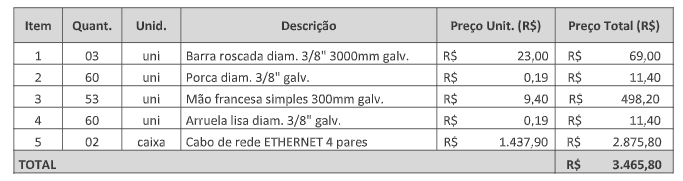 Item Quant. Unid. Descrição Preço Unit. (R$) Preço Total (R$)
1 03 uni Barra roscada diam. 3/8" 3000mm galv. R$ 23,00 R$ 69,00
2 60 uni Porca diam. 3/8" galv. R$ 0,19 R$ 11,40
3 53 uni Mão francesa simples 300mm galv. R$ 9,40 R$ 498,20
4 60 uni Arruela lisa diam. 3/8" galv. R$ 0,19 R$ 11,40
5 02 caixa Cabo de rede ETHERNET 4 pares R$ 1.437,90 R$ 2.875,80
TOTAL R$ 3.465,80